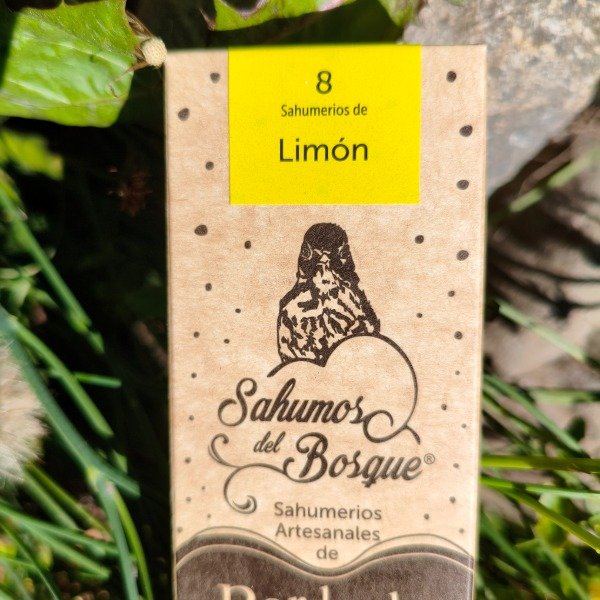 8
Sahumerios de
Limón
Sahumos
del Bosque®
Sahumerios
Artesanales
de